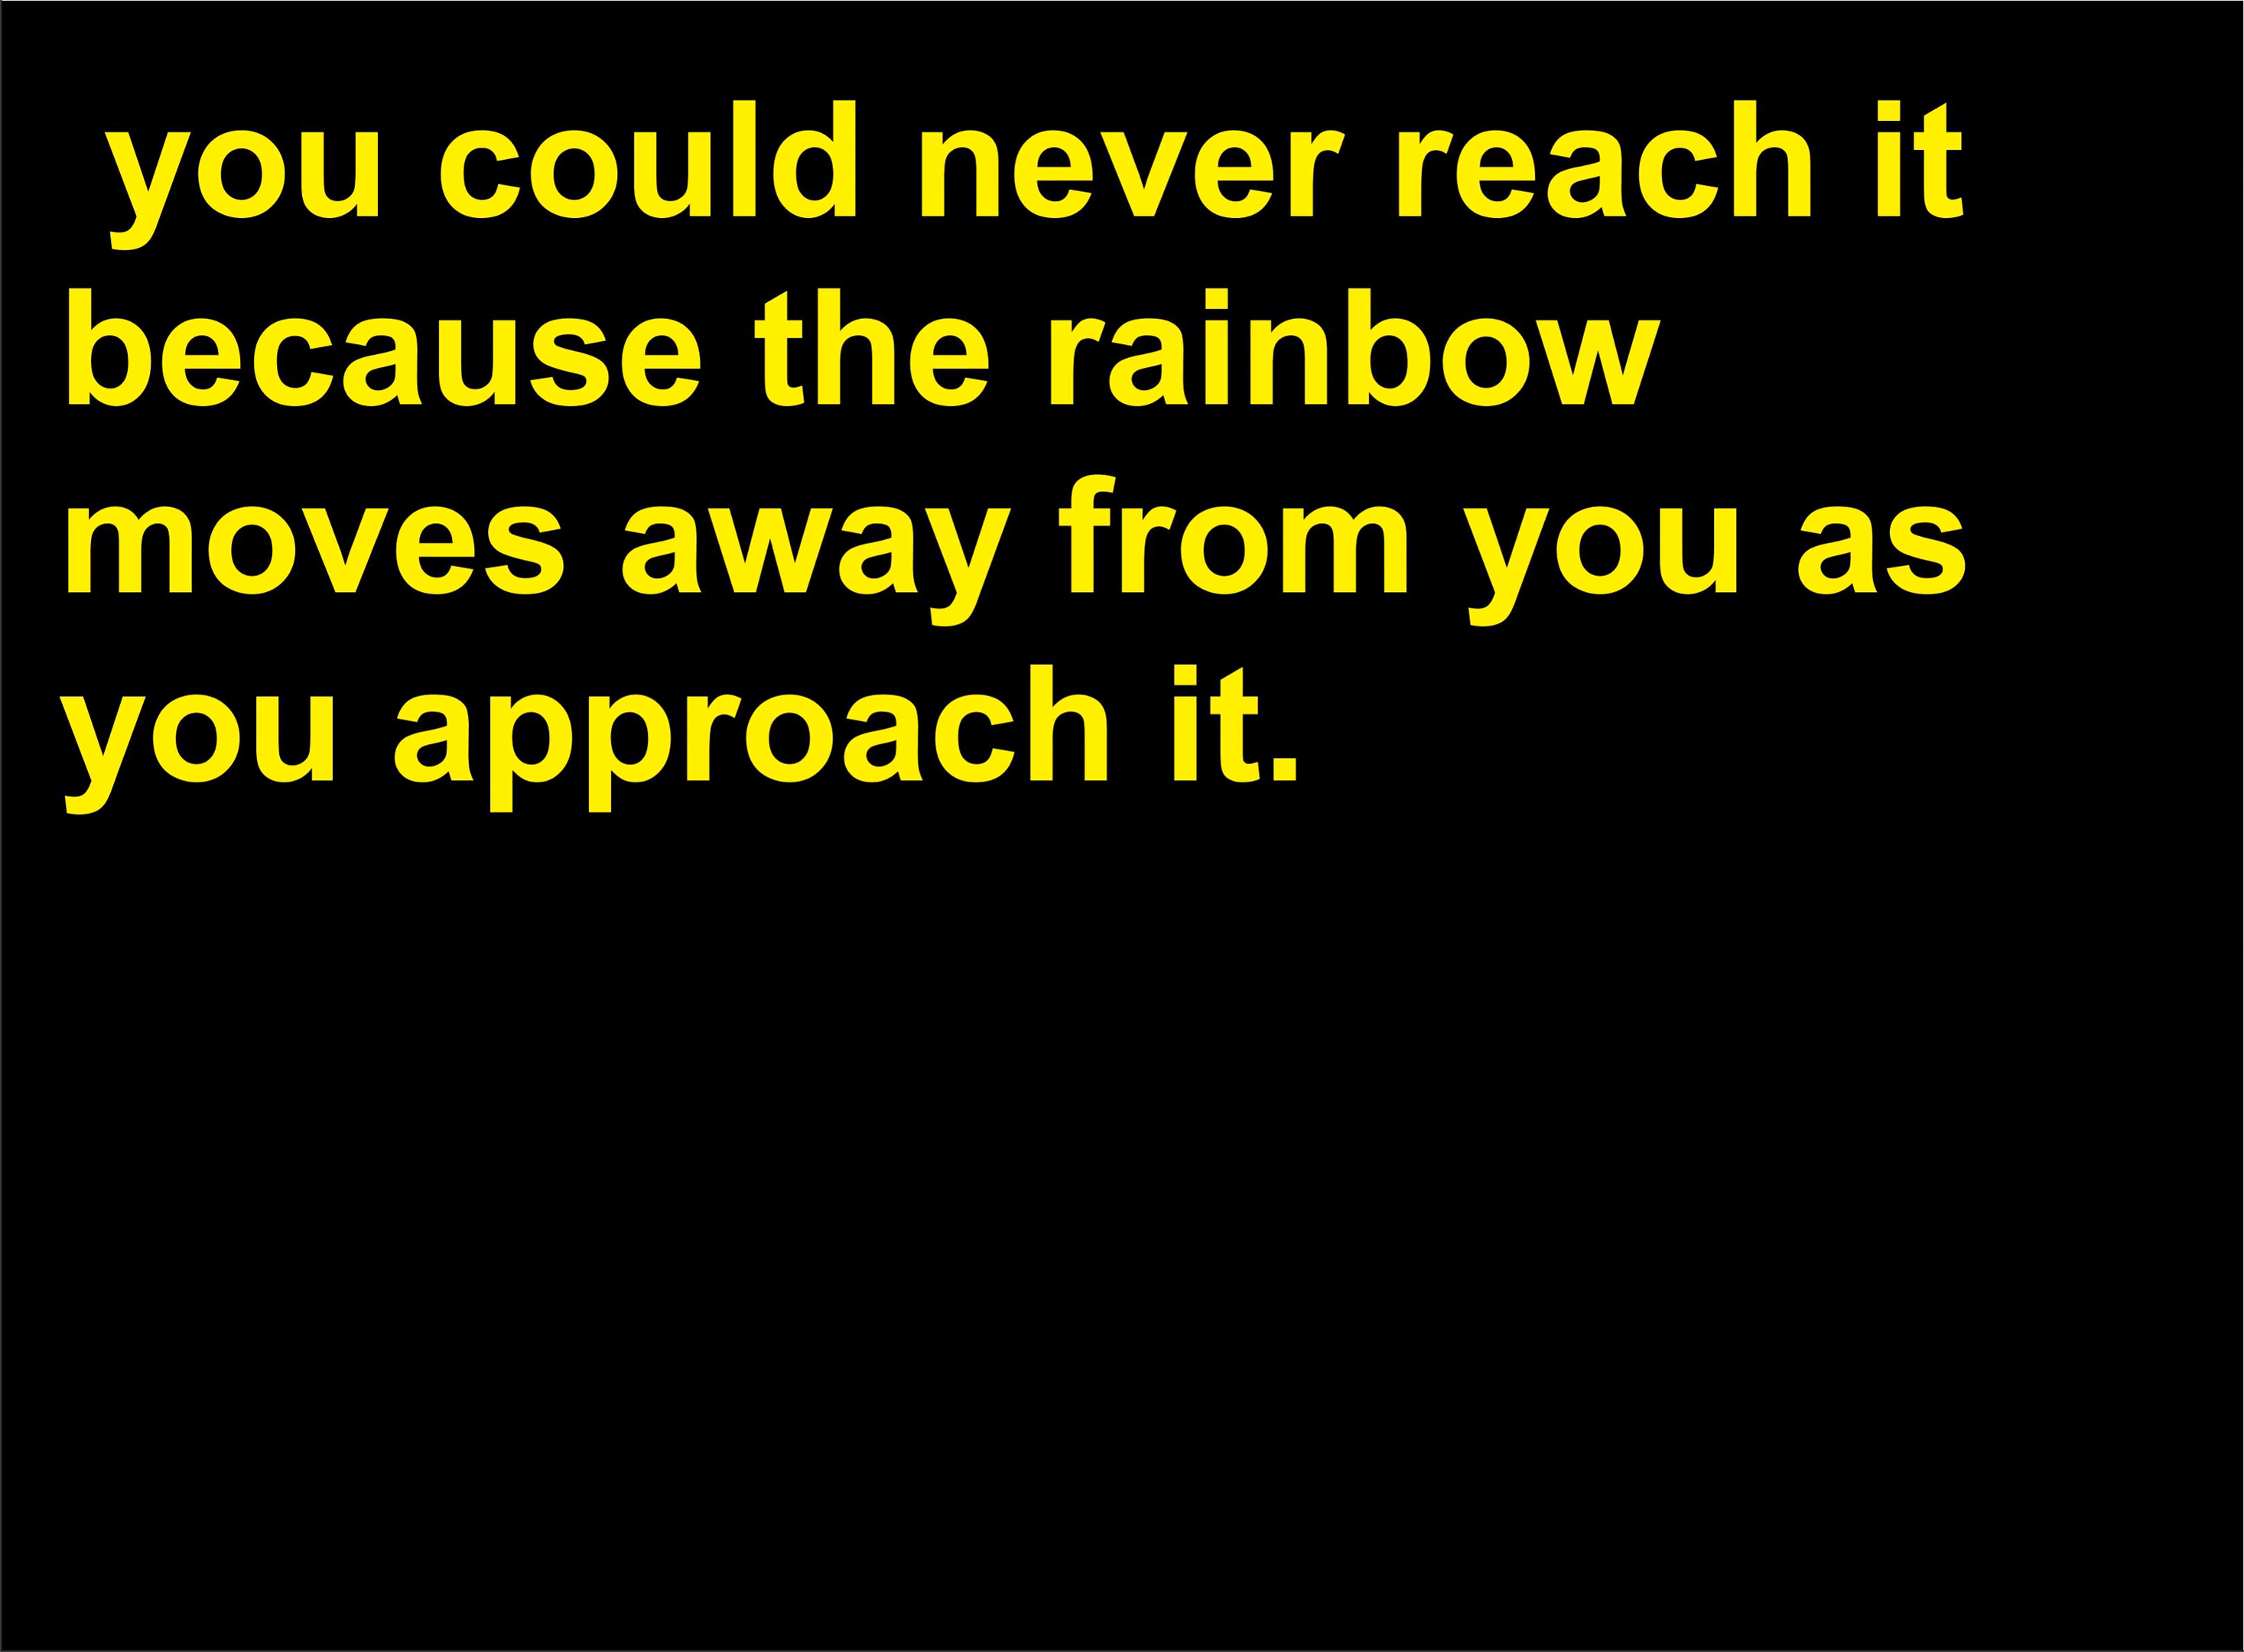 you could never reach it
because the rainbow
moves away from you as
you approach it.